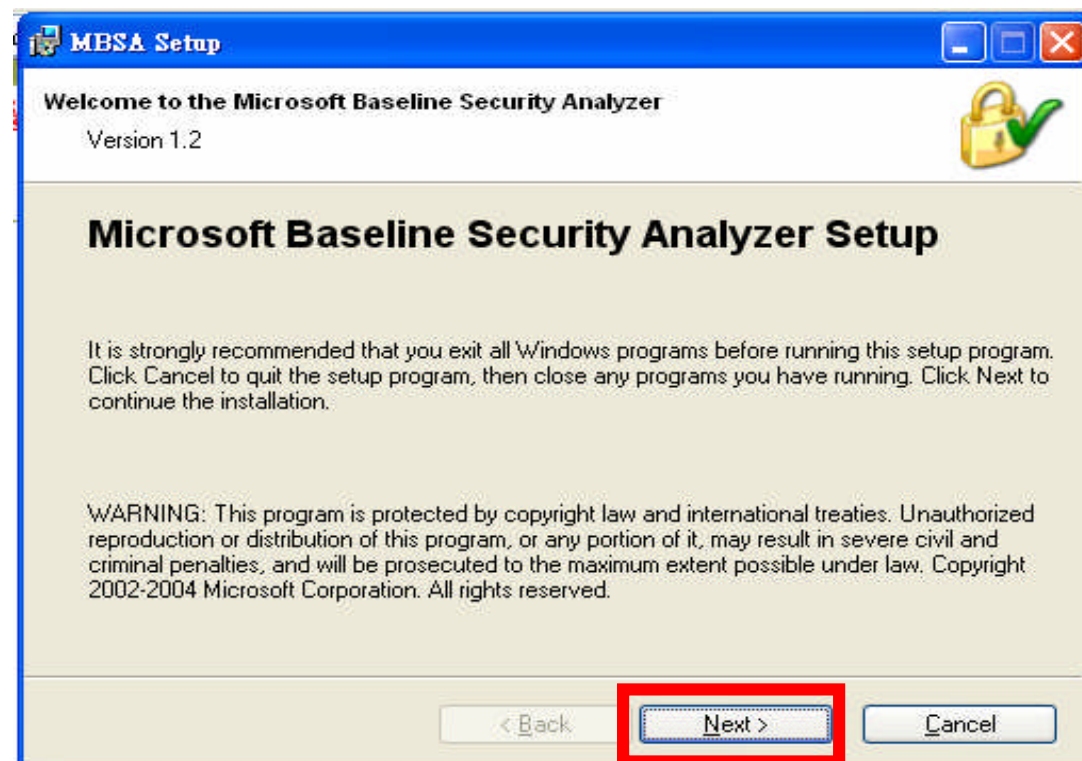 MBSA Setup
Welcome to the Microsoft Baseline Security Analyzer
Version 1.2
Microsoft Baseline Security Analyzer Setup
It is strongly recommended that you exit all Windows programs before running this setup program.
Click Cancel to quit the setup program, then close any programs you have running. Click Next to
continue the installation.
WARNING: This program is protected by copyright law and international treaties. Unauthorized
reproduction or distribution of this program, or any portion of it, may result in severe civil and
criminal penalties, and will be prosecuted to the maximum extent possible under law. Copyright
2002-2004 Microsoft Corporation. All rights reserved.
< Back
Next >
Cancel